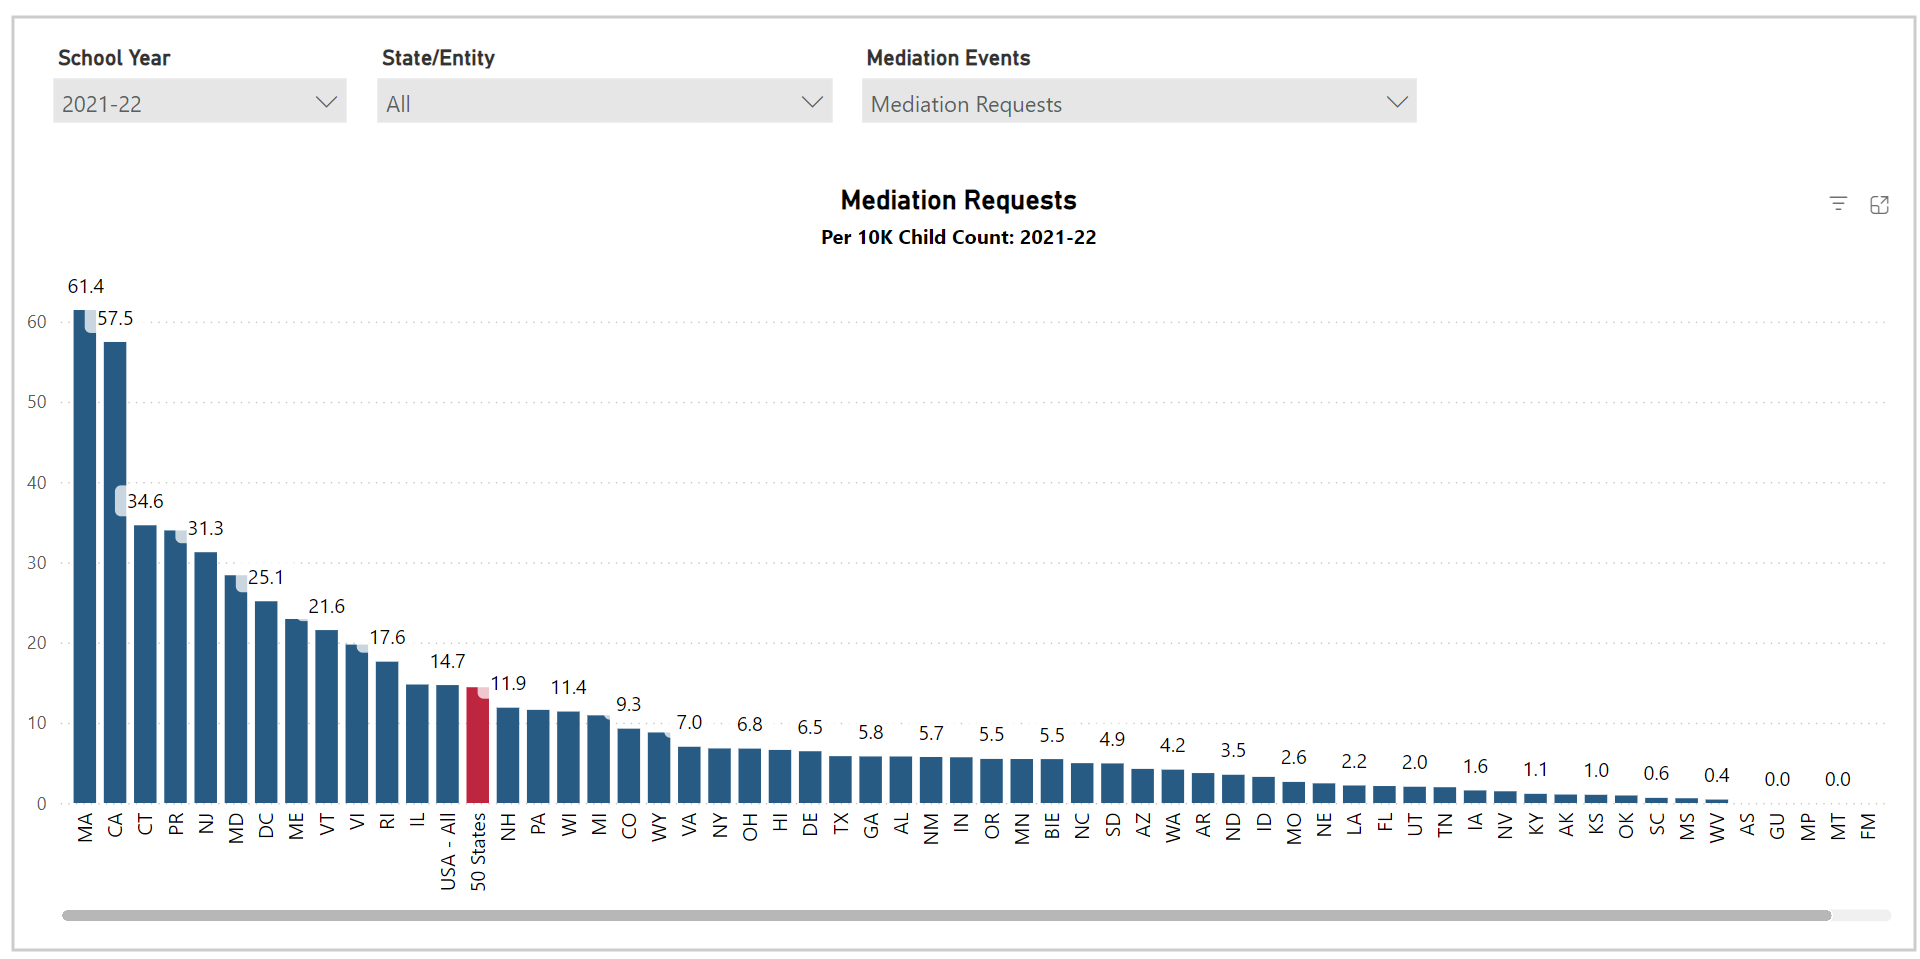 School Year
State/Entity
Mediation Events
2021-22
All
Mediation Requests
Mediation Requests
Per 10K Child Count: 2021-22
61.4
57.5
34.6
31.3
25.1
21.6
17.6
14.7
11.9
11.4
9.3
7.0
6.8
6.5
5.8
5.7
5.5
5.5
4.9
4.2
3.5
2.6
2.2
2.0
1.6
1.1
1.0
0.6
0.4
0.0
0.0
60
50
40
30
20
10
0
MA
CA
CT
PR
NJ
MD
DC
ME
VT
VI
RI
IL
USA - All
50 States
NH
PA
WI
MI
CO
WY
VA
NY
OH
HI
DE
TX
GA
AL
NM
IN
OR
MN
BIE
NC
SD
AZ
WA
AR
ND
ID
MO
NE
LA
FL
UT
TN
IA
NV
KY
AK
KS
OK
SC
MS
WV
AS
GU
MP
MT
FM